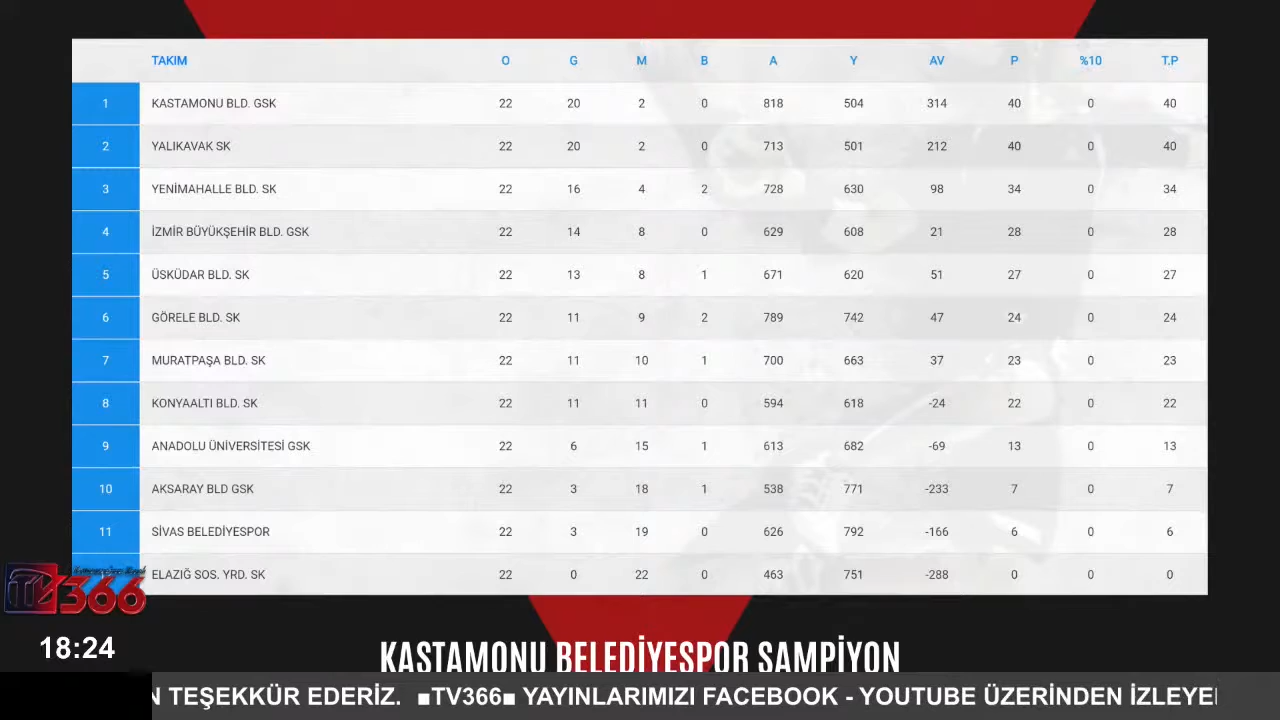 TAKIM O G M B A Y AV P %10 T.P
1 KASTAMONU BLD. GSK 22 20 2 0 818 504 314 40 0 40
2 YALIKAVAK SK 22 20 2 0 713 501 212 40 0 40
3 YENİMAHALLE BLD. SK 22 16 4 2 728 630 98 34 0 34
4 İZMİR BÜYÜKŞEHİR BLD. GSK 22 14 8 0 629 608 21 28 0 28
5 ÜSKÜDAR BLD. SK 22 13 8 1 671 620 51 27 0 27
6 GÖRELE BLD. SK 22 11 9 2 789 742 47 24 0 24
7 MURATPAŞA BLD. SK 22 11 10 1 700 663 37 23 0 23
8 KONYAALTI BLD. SK 22 11 11 0 594 618 -24 22 0 22
9 ANADOLU ÜNİVERSİTESİ GSK 22 6 15 1 613 682 -69 13 0 13
10 AKSARAY BLD GSK 22 3 18 1 538 771 -233 7 0 7
11 SİVAS BELEDİYESPOR 22 3 19 0 626 792 -166 6 0 6
ELAZIĞ SOS. YRD. SK 22 0 22 0 463 751 -288 0 0 0
TV366
18:24
KASTAMONU BELEDİYESPOR ŞAMPİYON
N TEŞEKKÜR EDERİZ. ■TV366■ YAYINLARIMIZI FACEBOOK - YOUTUBE ÜZERİNDEN İZLEYE